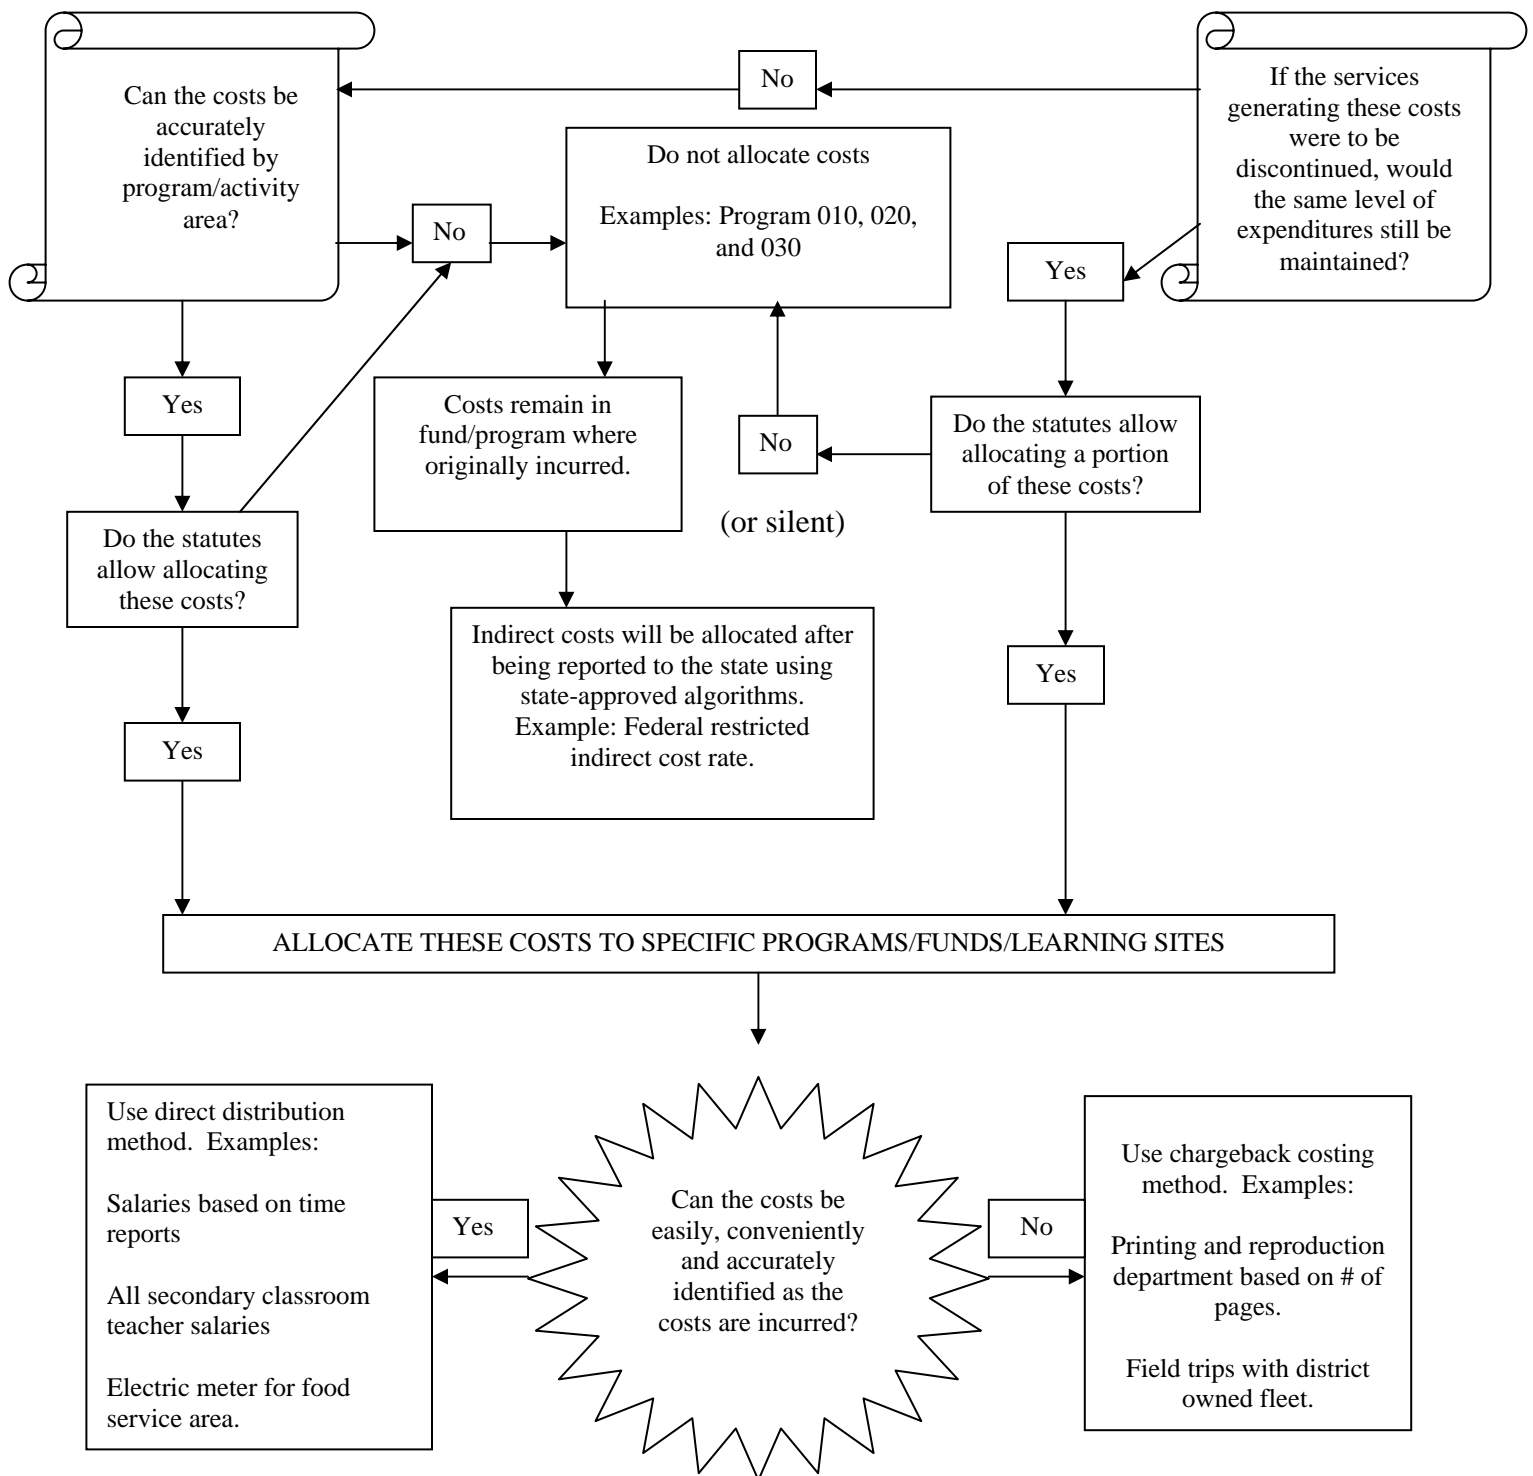 Can the costs be
accurately
identified by
program/activity
area?
No
If the services
generating these costs
were to be
discontinued, would
the same level of
expenditures still be
maintained?
Do not allocate costs
Examples: Program 010, 020,
and 030
No
Yes
Yes
Costs remain in
fund/program where
originally incurred.
No
(or silent)
Do the statutes allow
allocating a portion
of these costs?
Do the statutes
allow allocating
these costs?
Indirect costs will be allocated after
being reported to the state using
state-approved algorithms.
Example: Federal restricted
indirect cost rate.
Yes
Yes
ALLOCATE THESE COSTS TO SPECIFIC PROGRAMS/FUNDS/LEARNING SITES
Use direct distribution
method.  Examples:
Salaries based on time
reports
All secondary classroom
teacher salaries
Electric meter for food
service area.
Yes
Can the costs be
easily, conveniently
and accurately
identified as the
costs are incurred?
No
Use chargeback costing
method.  Examples:
Printing and reproduction
department based on # of
pages.
Field trips with district
owned fleet.